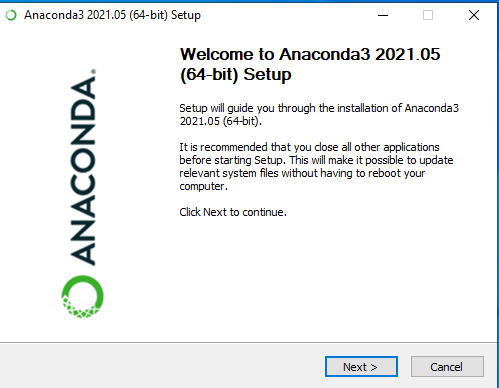 Anaconda3 2021.05 (64-bit) Setup
Welcome to Anaconda3 2021.05
(64-bit) Setup
Setup will guide you through the installation of Anaconda3
2021.05 (64-bit).
It is recommended that you close all other applications
before starting Setup. This will make it possible to update
relevant system files without having to reboot your
computer.
Click Next to continue.
ANACONDA.
Next >
Cancel